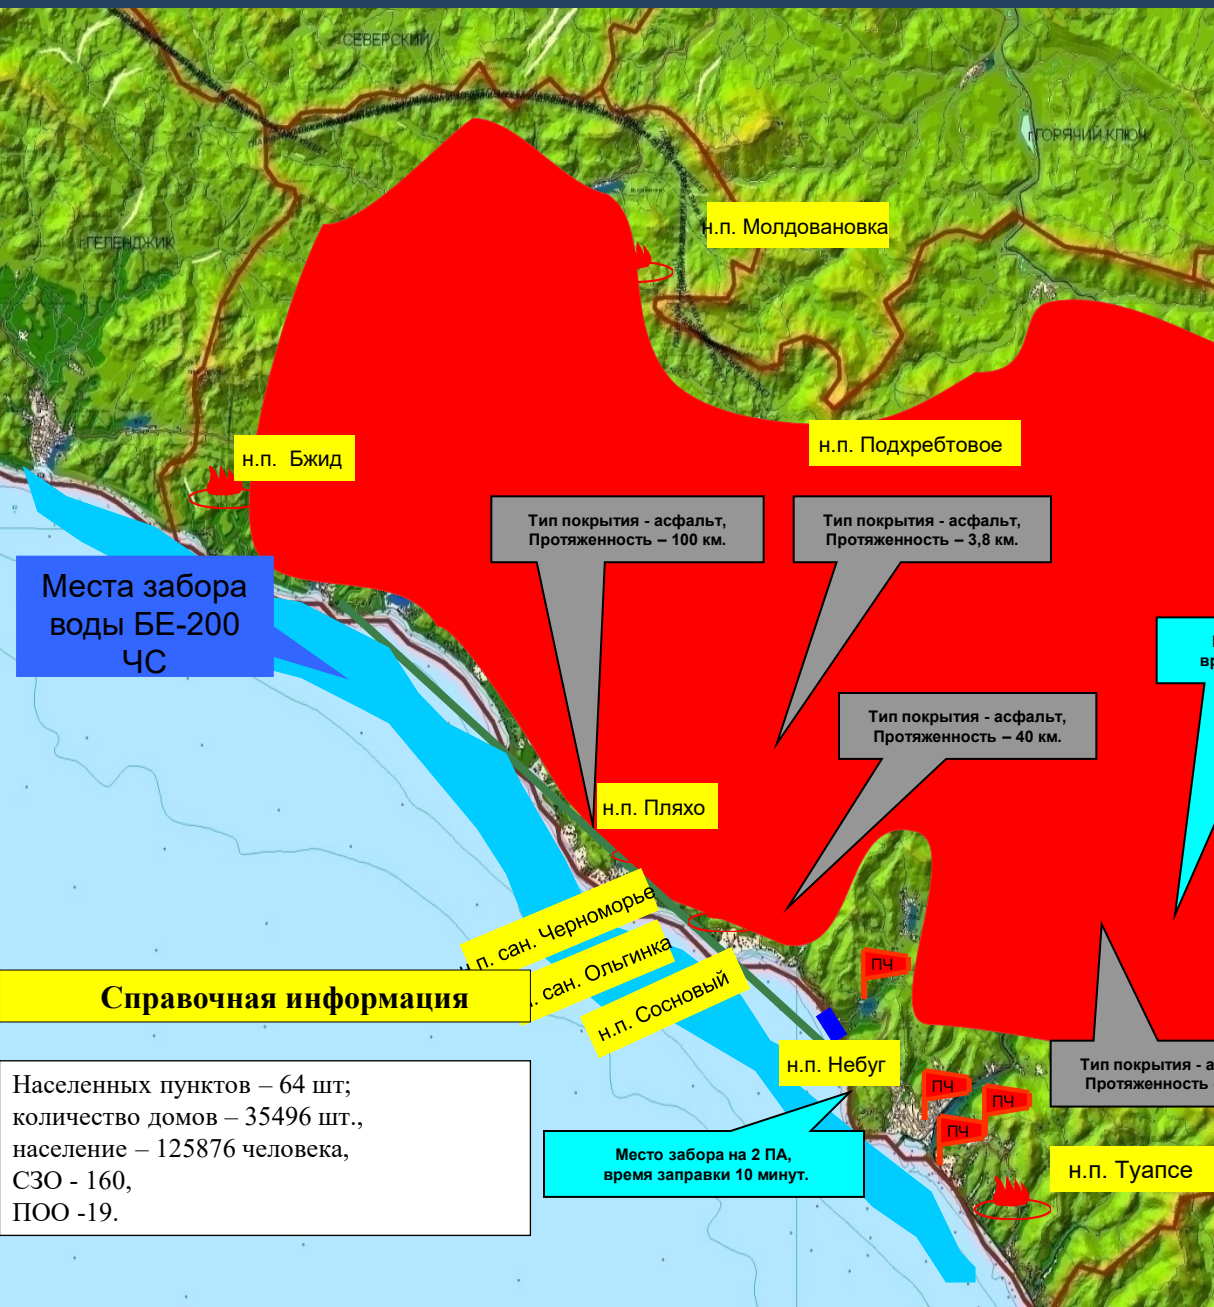 СЕВЕРСКИЙ
г.ГОРЯЧИЙ КЛЮЧ
г.ГЕЛЕНДЖИК
н.п. Молдовановка
н.п. Бжид
н.п. Подхребтовое
Тип покрытия - асфальт,
Протяженность – 100 км.
Тип покрытия - асфальт,
Протяженность – 3,8 км.
Места забора
воды БЕ-200
ЧС
вр
Тип покрытия - асфальт,
Протяженность – 40 км.
н.п. Пляхо
н.п. сан. Черноморье
. сан. Ольгинка
н.п. Сосновый
ПЧ
Справочная информация
н.п. Небуг
Тип покрытия - а
Протяженность
Населенных пунктов – 64 шт;
количество домов – 35496 шт.,
население – 125876 человека,
СЗО - 160,
ПОО -19.
ПЧ
ПЧ
ПЧ
Место забора на 2 ПА,
время заправки 10 минут.
н.п. Туапсе